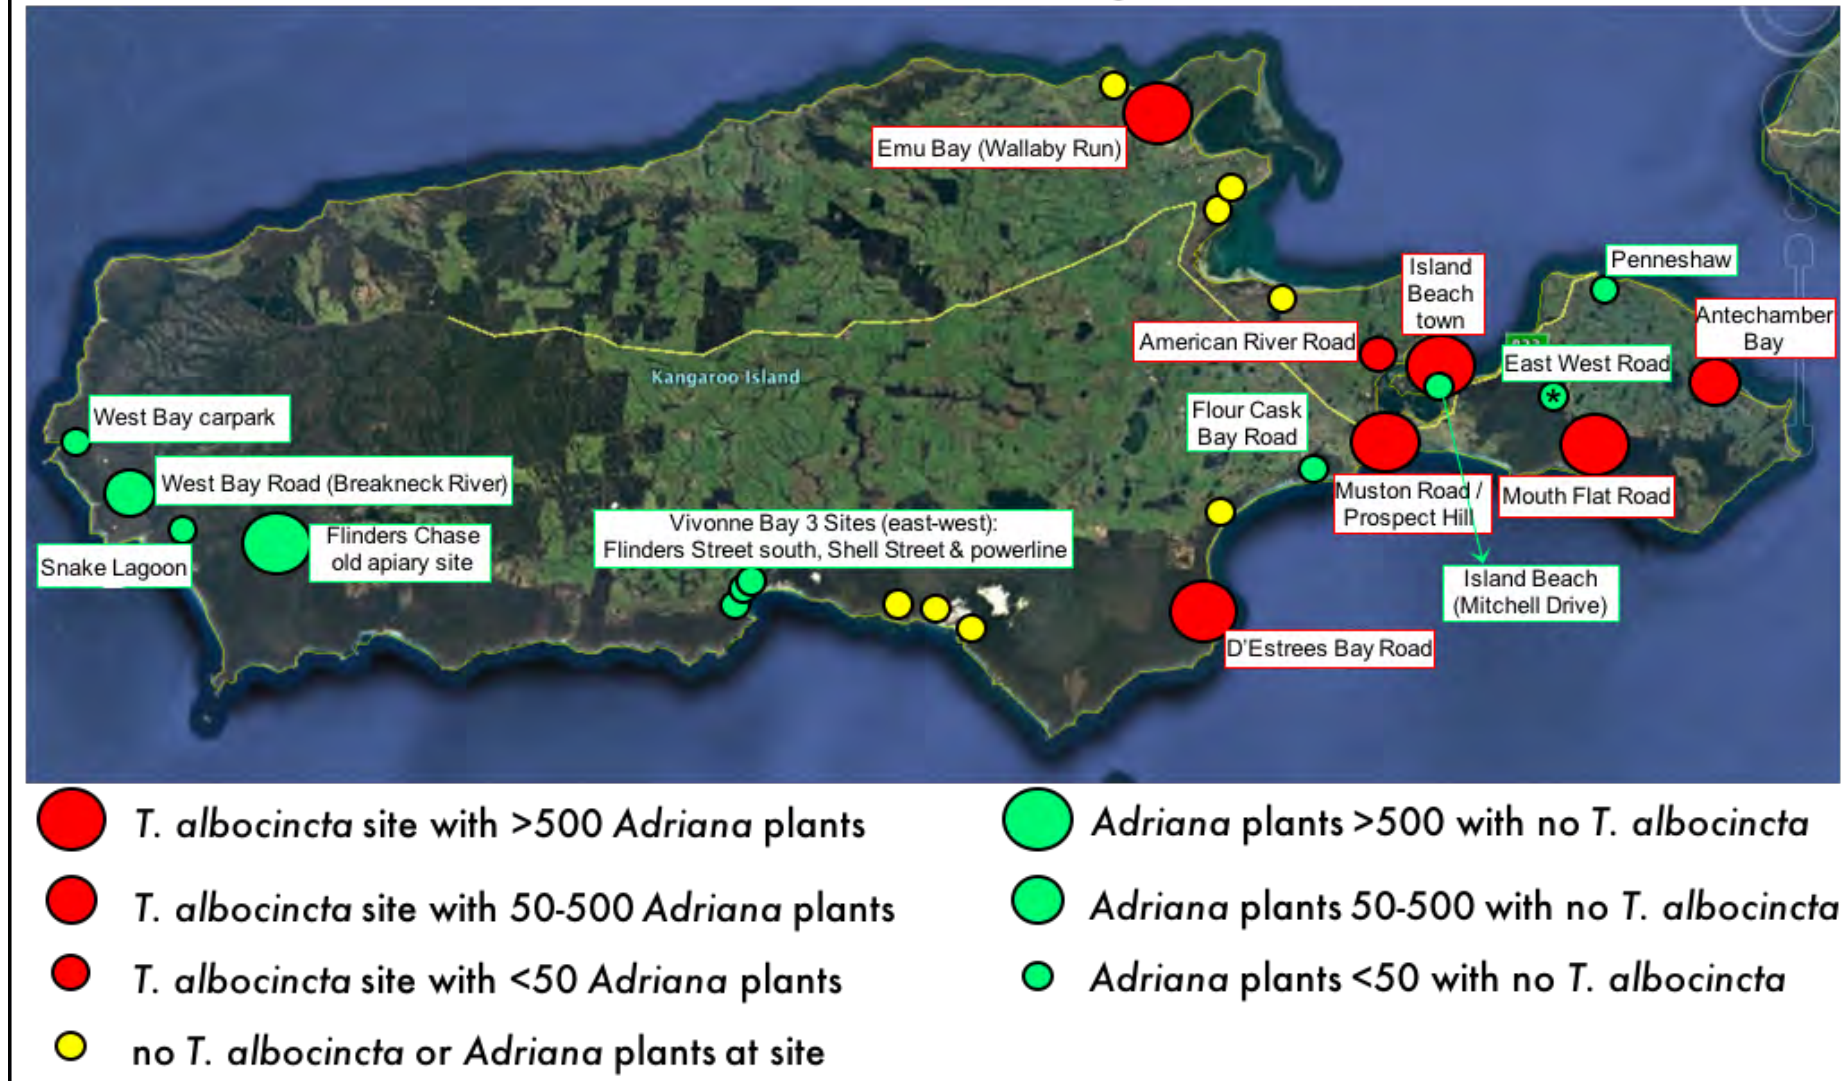 Emu Bay (Wallaby Run)
Island
Beach
town
Penneshaw
Antechamber
Bay
American River Road
East West Road
Kangaroo Island
West Bay carpark
Flour Cask
Bay Road
West Bay Road (Breakneck River)
Muston Road /
Prospect Hill
Mouth Flat Road
Vivonne Bay 3 Sites (east-west):
Flinders Street south, Shell Street & powerline
Flinders Chase
old apiary site
Snake Lagoon
*
Island Beach
(Mitchell Drive)
D'Estrees Bay Road
T. albocincta site with >500 Adriana plants
T. albocincta site with 50-500 Adriana plants
T. albocincta site with <50 Adriana plants
no T. albocincta or Adriana plants at site
Adriana plants >500 with no T. albocincta
Adriana plants 50-500 with no T. albocincta
Adriana plants <50 with no T. albocincta